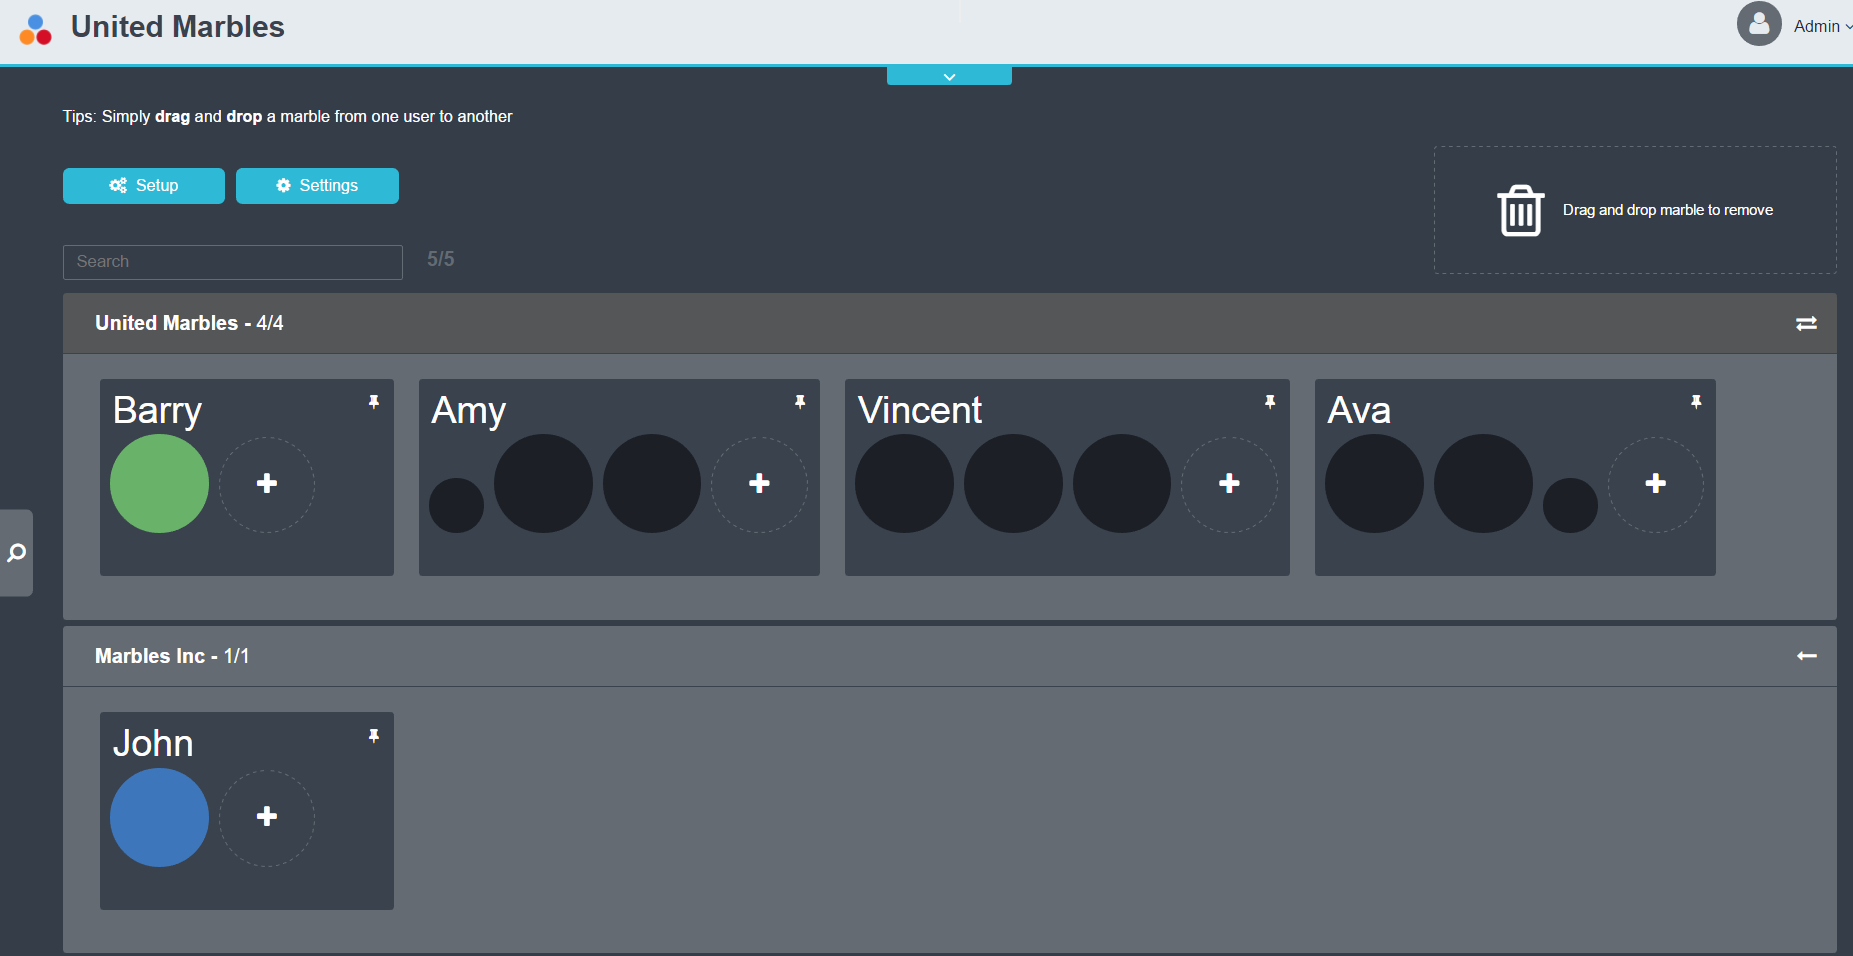 United Marbles
Admin
Tips: Simply drag and drop a marble from one user to another
Setup
Settings
Drag and drop marble to remove
Search
5/5
United Marbles - 4/4
Barry
Amy
Vincent
Ava
Marbles Inc - 1/1
John